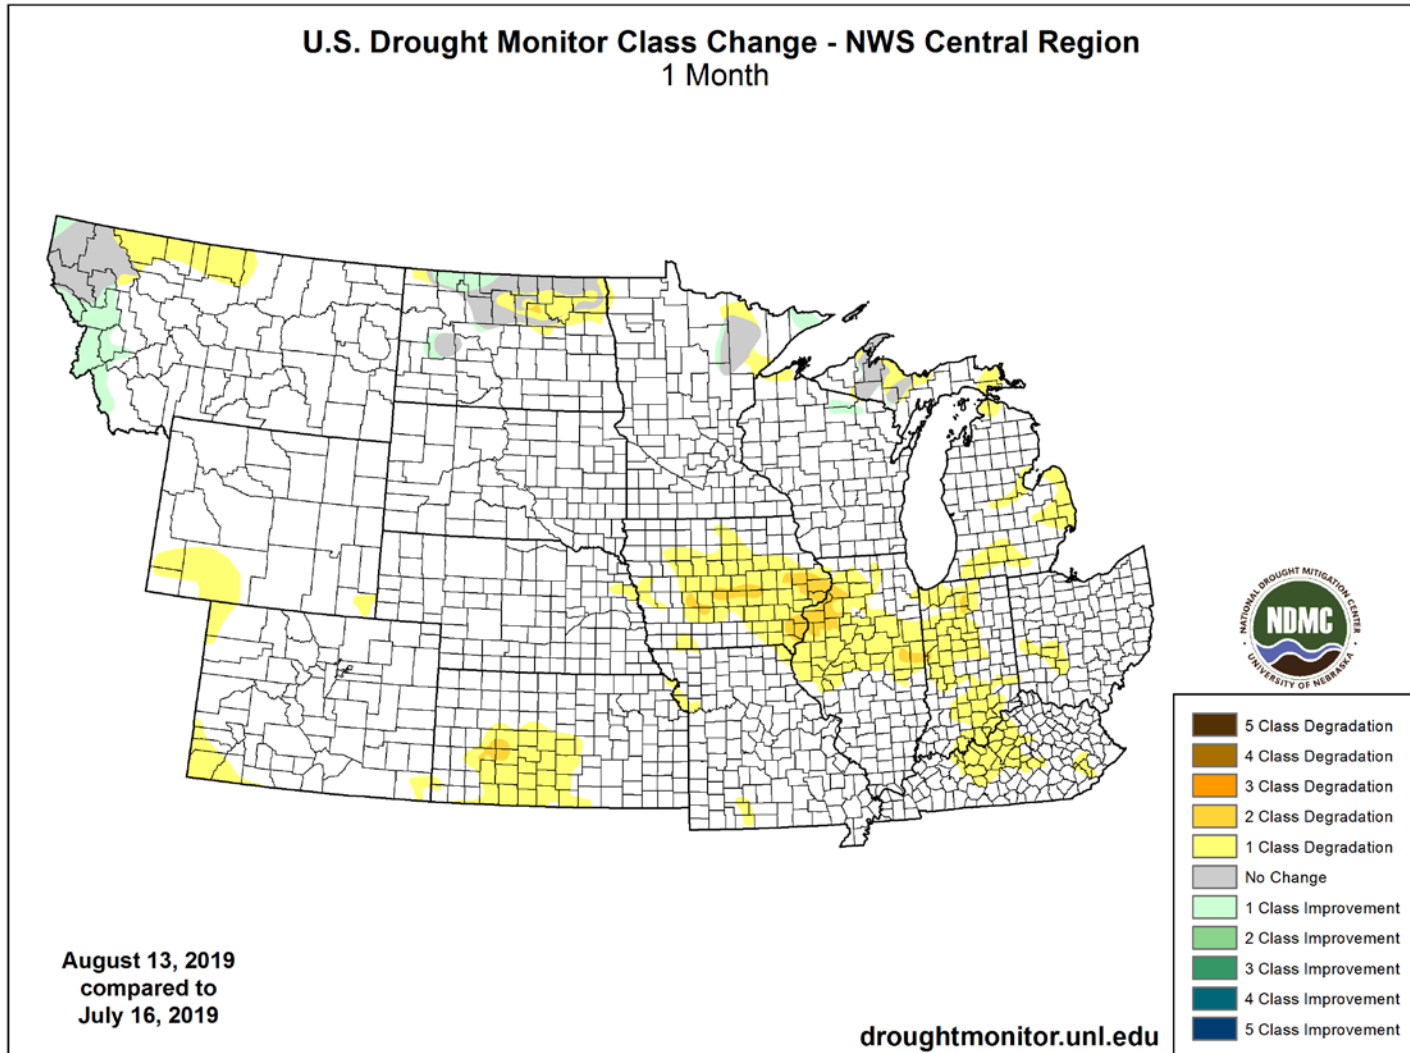 U.S. Drought Monitor Class Change - NWS Central Region
1 Month
NATIONAL DROUGHT MITIGATION CENTER
NDMC
UNIVERSITY OF NEBRASKA
5 Class Degradation
4 Class Degradation
3 Class Degradation
2 Class Degradation
1 Class Degradation
No Change
1 Class Improvement
2 Class Improvement
3 Class Improvement
4 Class Improvement
5 Class Improvement
August 13, 2019
compared to
July 16, 2019
droughtmonitor.unl.edu